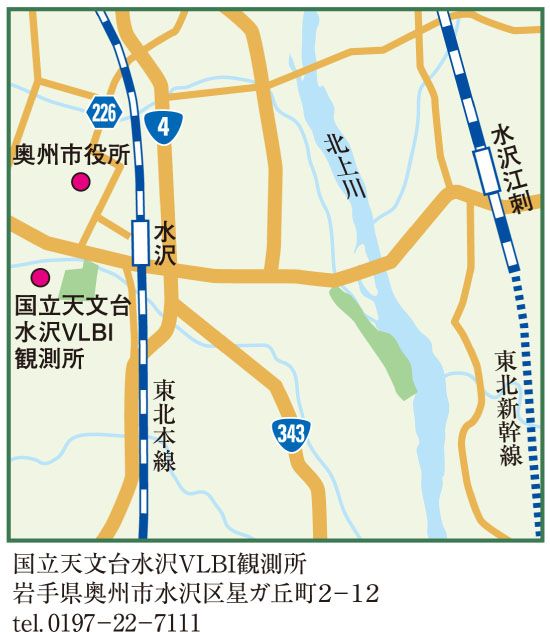 226
4
奥州市役所
北上川
水沢江刺
水沢
国立天文台
水沢VLBI
観測所
東北本線
東北新幹線
343
国立天文台水沢VLBI観測所
岩手県奥州市水沢区星ガ丘町2−12
tel. 0197−22−7111